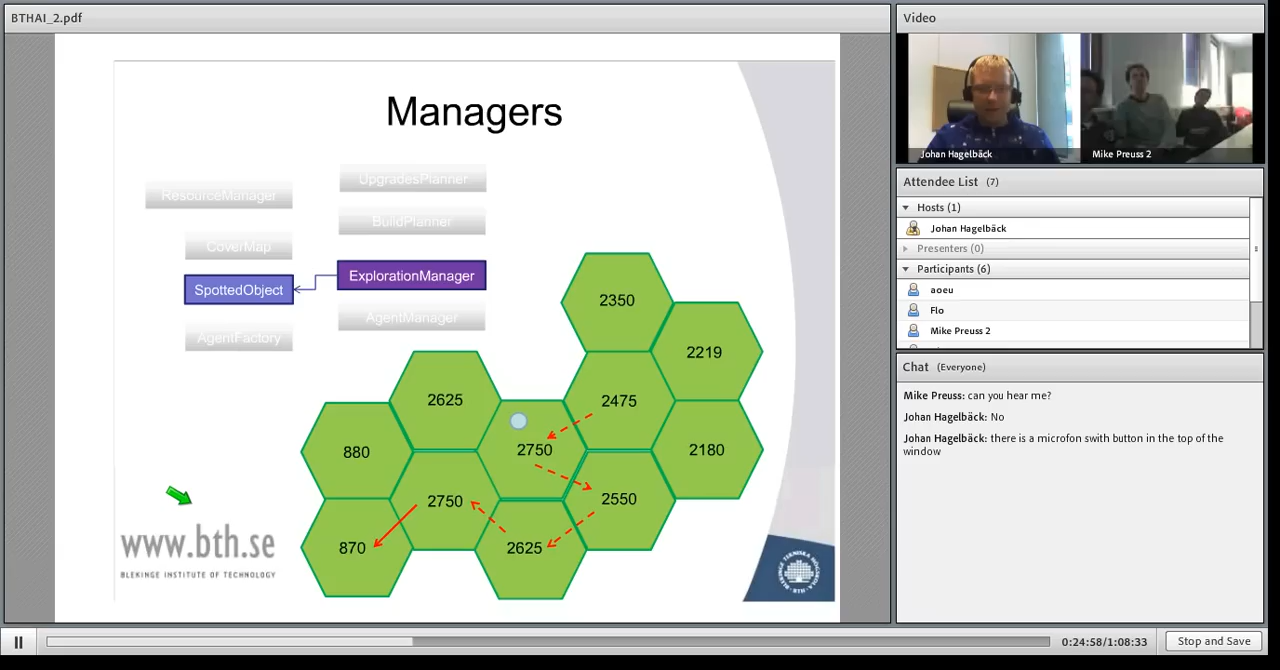 BTHAI_2.pdf
Managers
ResourceManager
UpgradesPlanner
BuildPlanner
CoverMap
ExplorationManager
SpottedObject
AgentManager
AgentFactory
2350
2219
2625
2475
880
2750
2180
2750
2550
870
2625
www.bth.se
BLEKINGE INSTITUTE OF TECHNOLOGY
Video
Johan Hagelbäck
Mike Preuss 2
Attendee List (7)
Hosts (1)
Johan Hagelbäck
Presenters (0)
Participants (6)
aoeu
Flo
Mike Preuss 2
Chat (Everyone)
Mike Preuss: can you hear me?
Johan Hagelbäck: No
Johan Hagelbäck: there is a microfon swith button in the top of the
window
0:24:58/1:08:33
Stop and Save